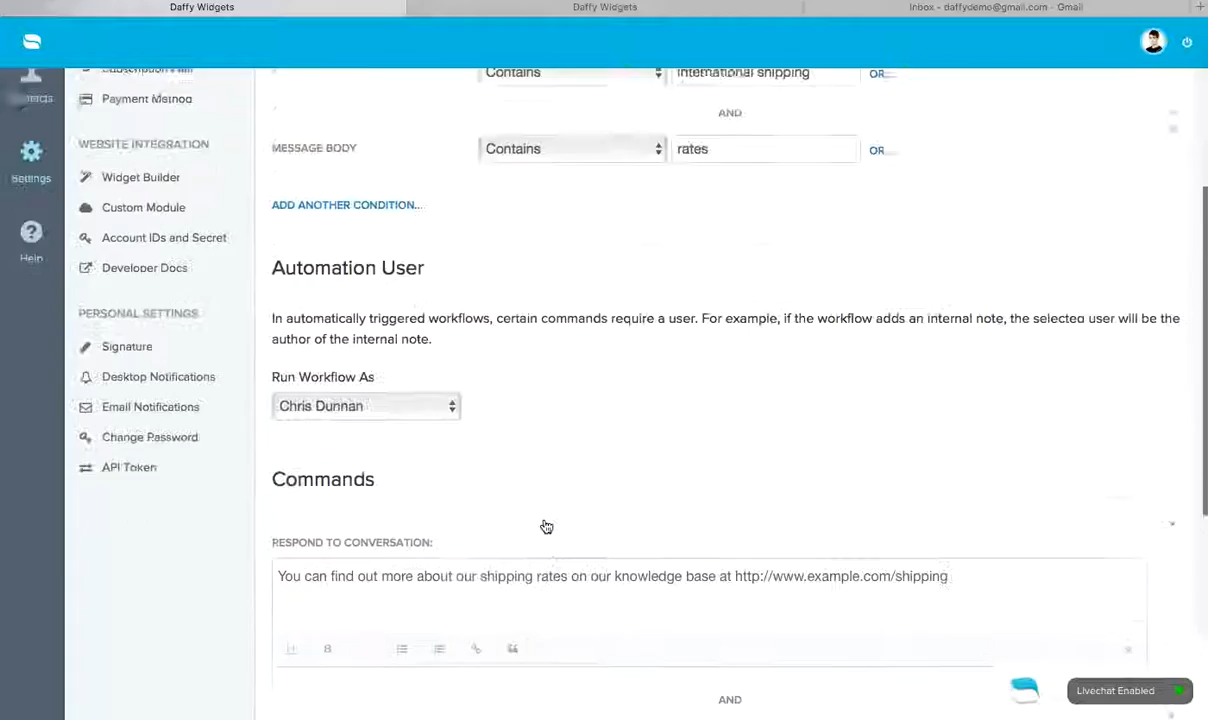 Daffy Widgets
Daffy Widgets
Inbox - daffydemo@gmail.com - Gmail
Settings
Help
Payment Method
WEBSITE INTEGRATION
Widget Builder
Custom Module
Account IDs and Secret
Developer Docs
PERSONAL SETTINGS
Signature
Desktop Notifications
Email Notifications
Change Password
API Token
Contains
international shipping
OR
AND
MESSAGE BODY
Contains
rates
OR
ADD ANOTHER CONDITION...
Automation User
In automatically triggered workflows, certain commands require a user. For example, if the workflow adds an internal note, the selected user will be the
author of the internal note.
Run Workflow As
Chris Dunnan
Commands
RESPOND TO CONVERSATION:
You can find out more about our shipping rates on our knowledge base at http://www.example.com/shipping
B
AND
Livechat Enabled